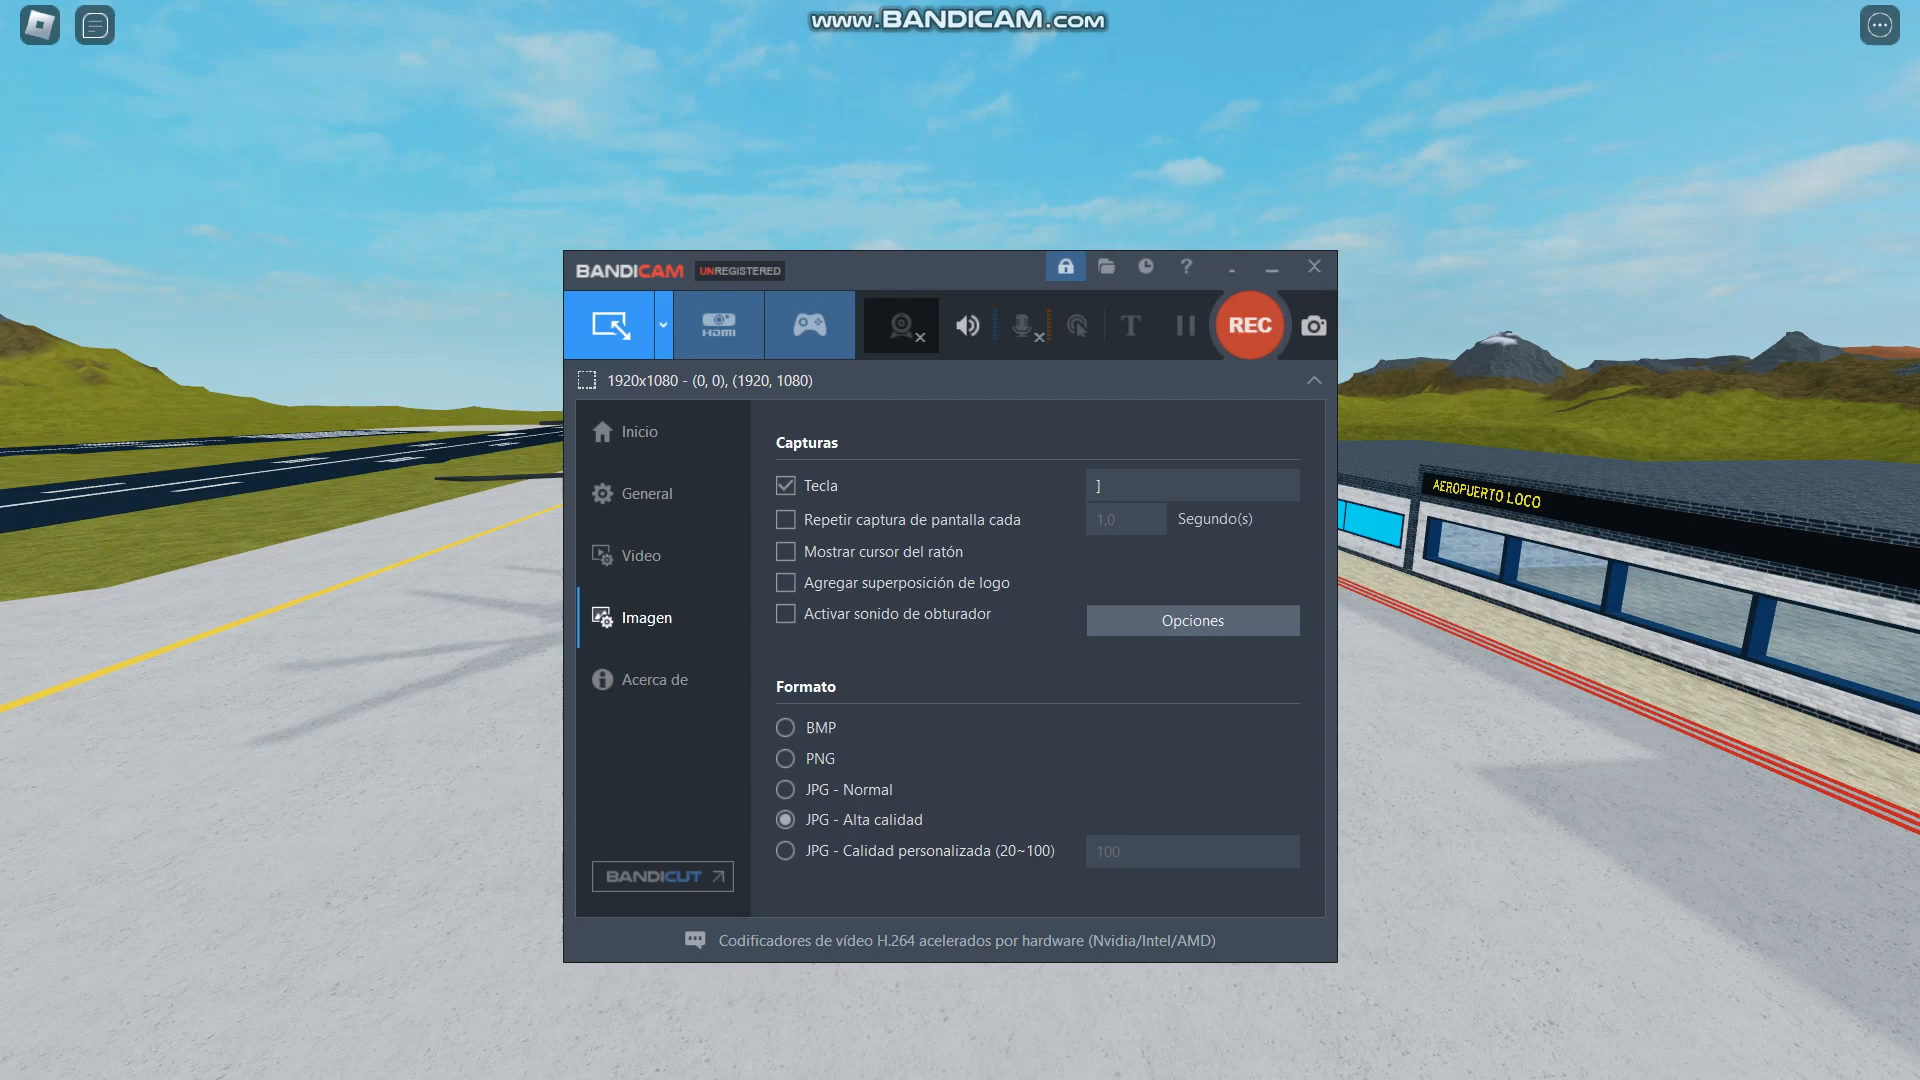 www.BANDICAM.com
BANDICAM UNREGISTERED
HDMI
T
REC
1920x1080 - (0, 0), (1920, 1080)
Inicio
General
Video
Imagen
Acerca de
BANDICUT
Capturas
Tecla ]
Repetir captura de pantalla cada 1,0 Segundo(s)
Mostrar cursor del ratón
Agregar superposición de logo
Activar sonido de obturador
Opciones
Formato
BMP
PNG
JPG - Normal
JPG - Alta calidad
JPG - Calidad personalizada (20~100) 100
Codificadores de vídeo H.264 acelerados por hardware (Nvidia/Intel/AMD)
AEROPUERTO LOCO